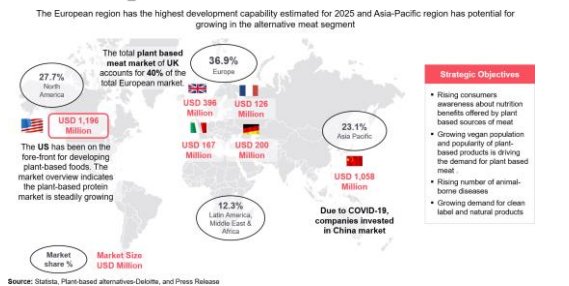 The European region has the highest development capability estimated for 2025 and Asia-Pacific region has potential for
growing in the alternative meat segment
The total plant based
meat market of UK
accounts for 40% of the
total European market.
27.7%
North
America
USD 1,196
Million
The US has been on the
fore-front for developing
plant-based foods. The
market overview indicates
the plant-based protein
market is steadily growing
36.9%
Europe
USD 396
Million
USD 126
Million
USD 167
Million
USD 200
Million
23.1%
Asia Pacific
USD 1,058
Million
12.3%
Latin America,
Middle East &
Africa
Due to COVID-19,
companies invested
in China market
Strategic Objectives
▪ Rising consumers
awareness about nutrition
benefits offered by plant
based sources of meat
▪ Growing vegan population
and popularity of plant-
based products is driving
the demand for plant based
meat .
▪ Rising number of animal-
borne diseases
▪ Growing demand for clean
label and natural products
Market
share %
Market Size
USD Million
Source: Statista, Plant-based alternatives-Deloitte, and Press Release